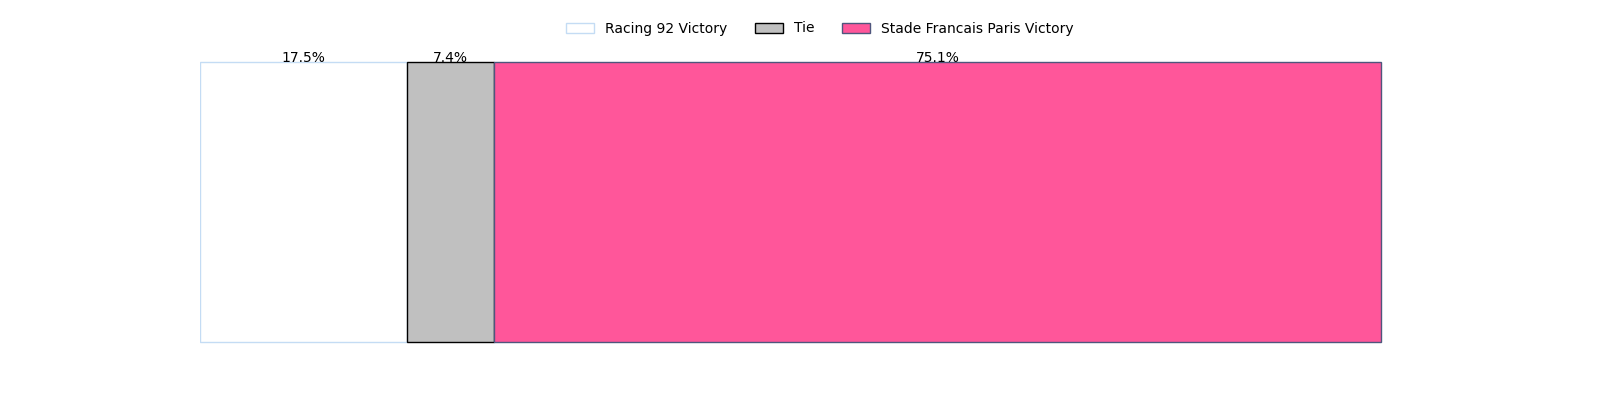 Racing 92 Victory Tie Stade Francais Paris Victory
17.5% 7.4% 75.1%